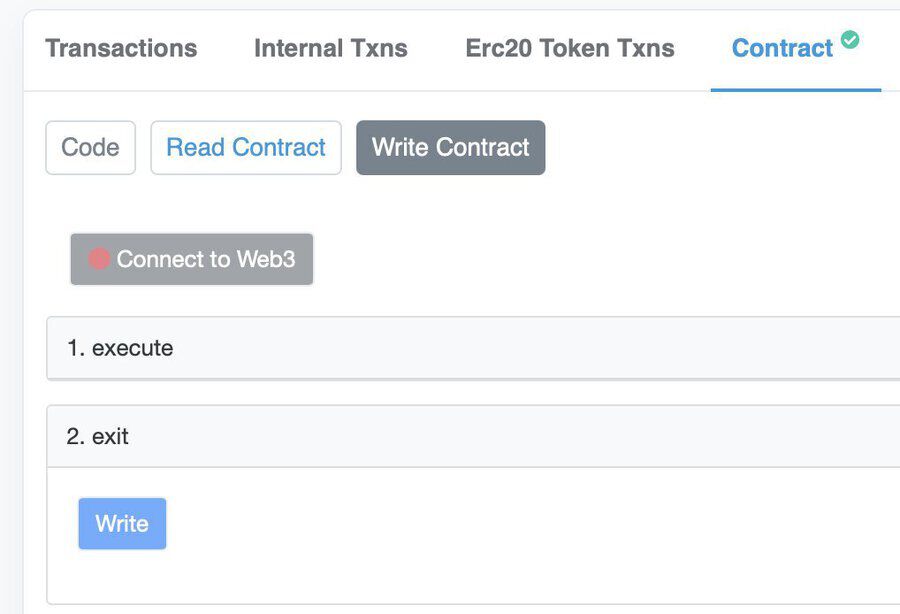 Transactions Internal Txns Erc20 Token Txns Contract
Code Read Contract Write Contract
Connect to Web3
1. execute
2. exit
Write